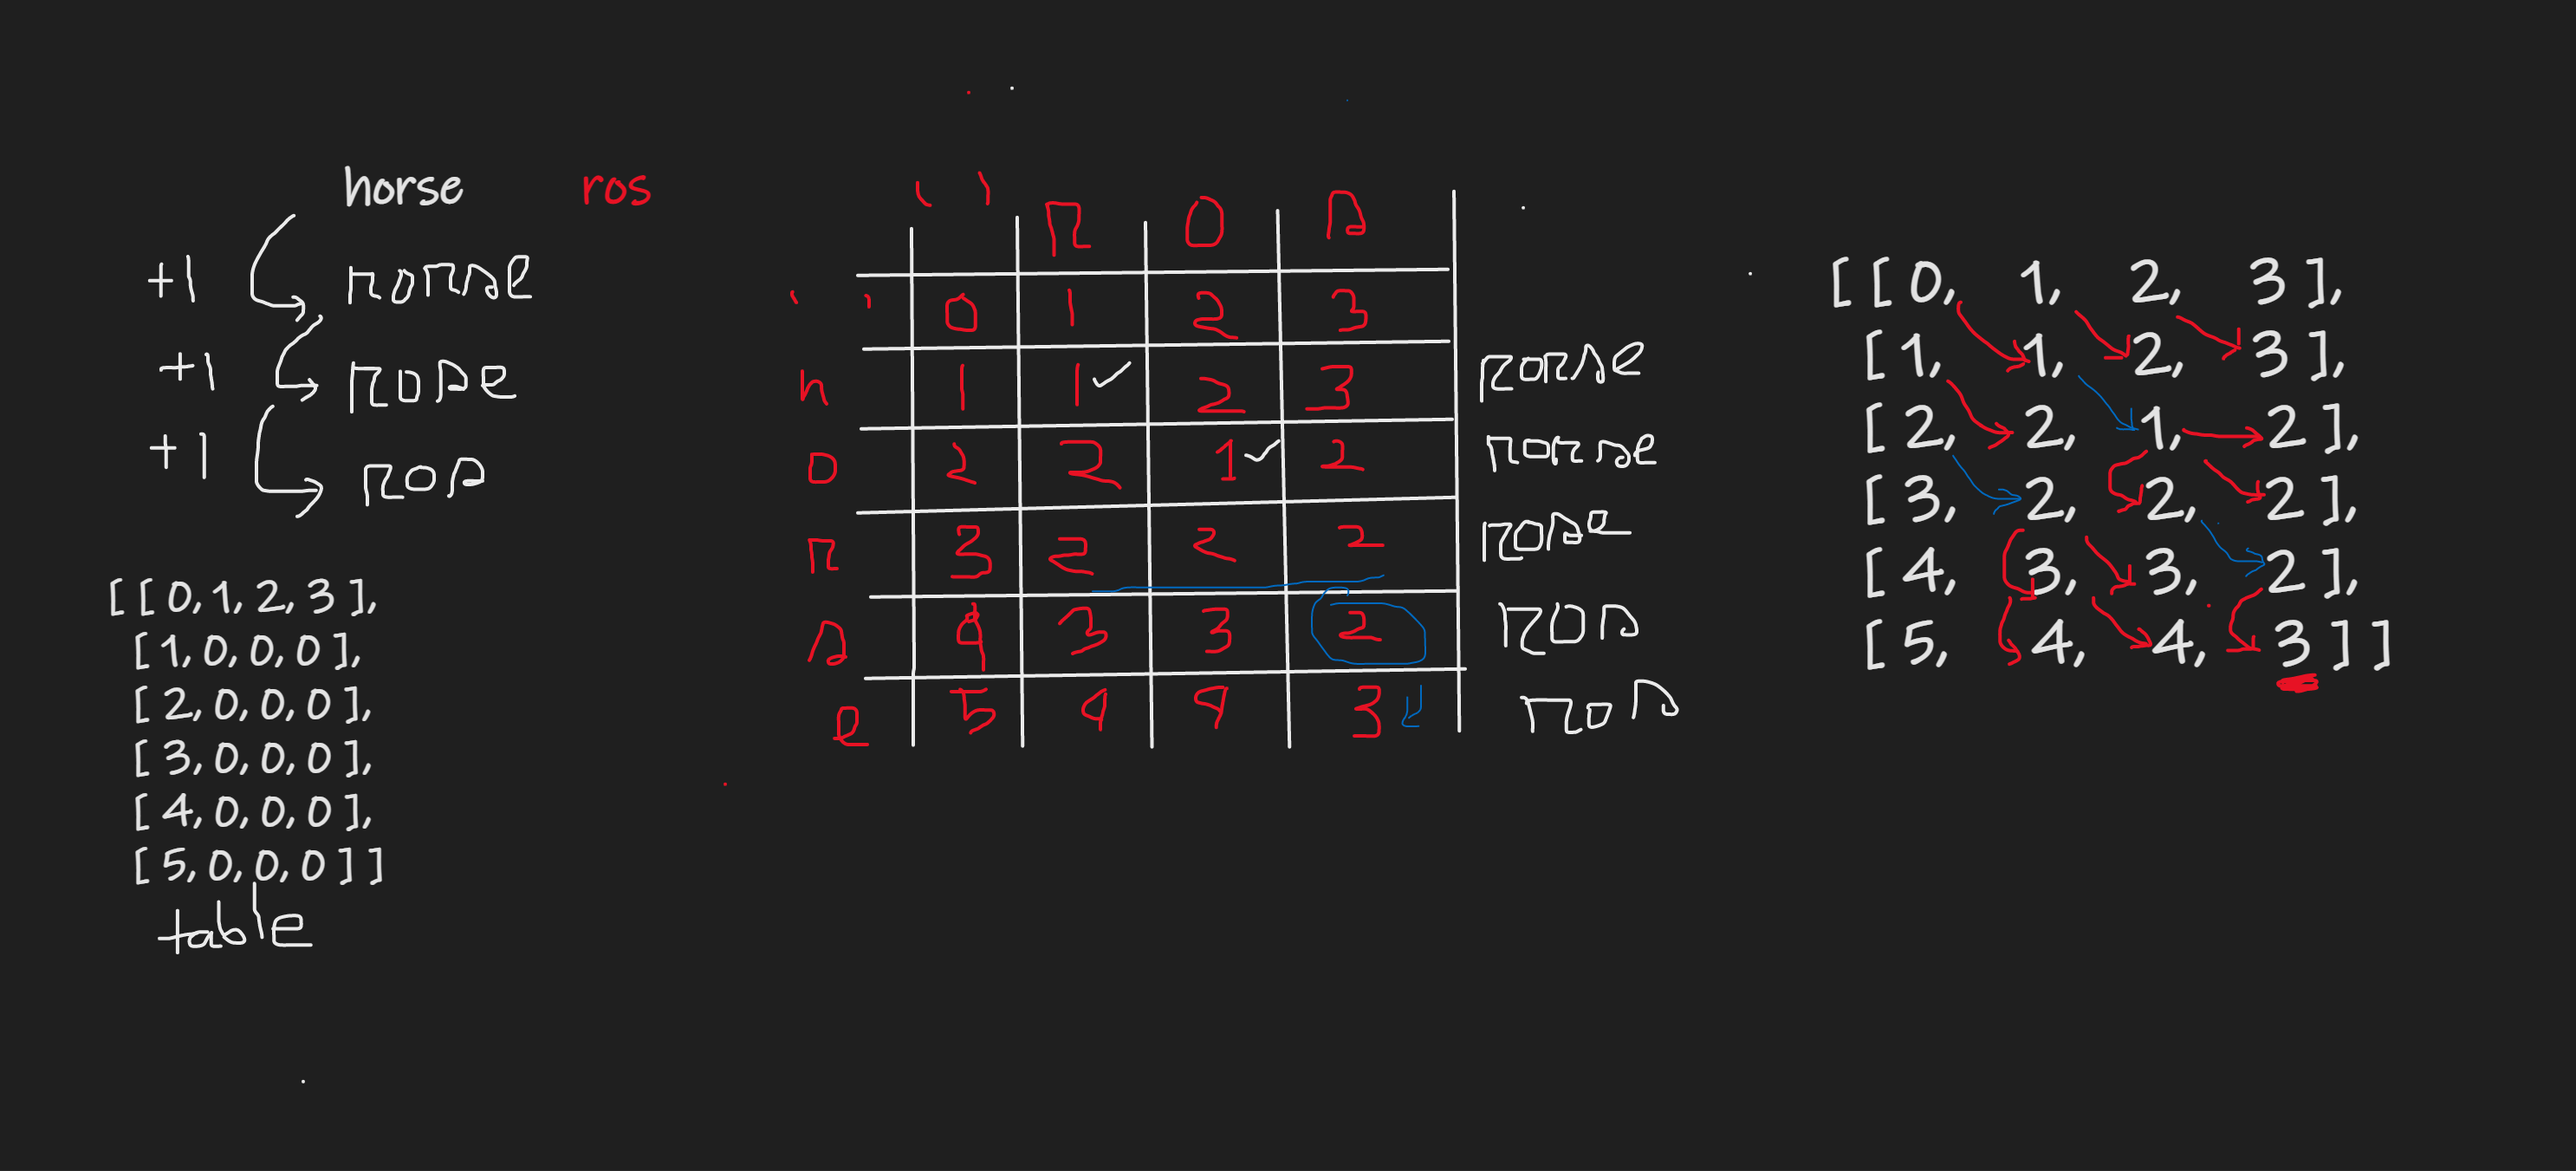 horse ros
+1 rorse
+1 rose
+1 ros
[[0,1,2,3],
[1,0,0,0],
[2,0,0,0],
[3,0,0,0],
[4,0,0,0],
[5,0,0,0]]
table
' ' r o s
' ' 0 1 2 3
h 1 1 ✓ 2 3 rorse
o 2 2 1 ✓ 2 rorse
r 3 2 2 2 rose
s 4 3 3 2 ros
e 5 4 4 3 ros
[[0, 1, 2, 3],
[1, 1, 2, 3],
[2, 2, 1, 2],
[3, 2, 2, 2],
[4, 3, 3, 2],
[5, 4, 4, 3]]